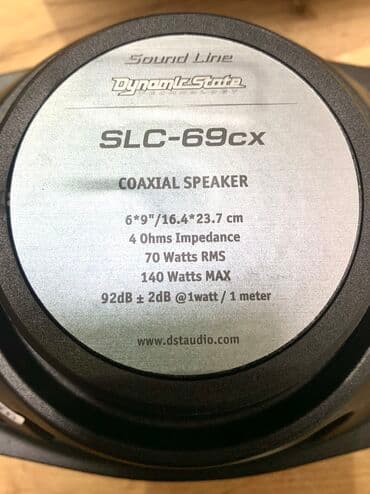 Sound Line
Dynamic State
TECHNOLOGY
SLC-69cx
COAXIAL SPEAKER
6*9"/16.4*23.7 cm
4 Ohms Impedance
70 Watts RMS
140 Watts MAX
92dB ± 2dB @1watt / 1 meter
www.dstaudio.com